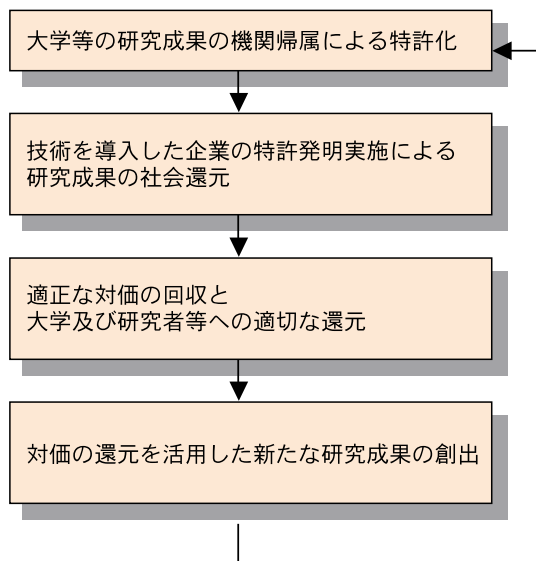 大学等の研究成果の機関帰属による特許化
技術を導入した企業の特許発明実施による
研究成果の社会還元
適正な対価の回収と
大学及び研究者等への適切な還元
対価の還元を活用した新たな研究成果の創出